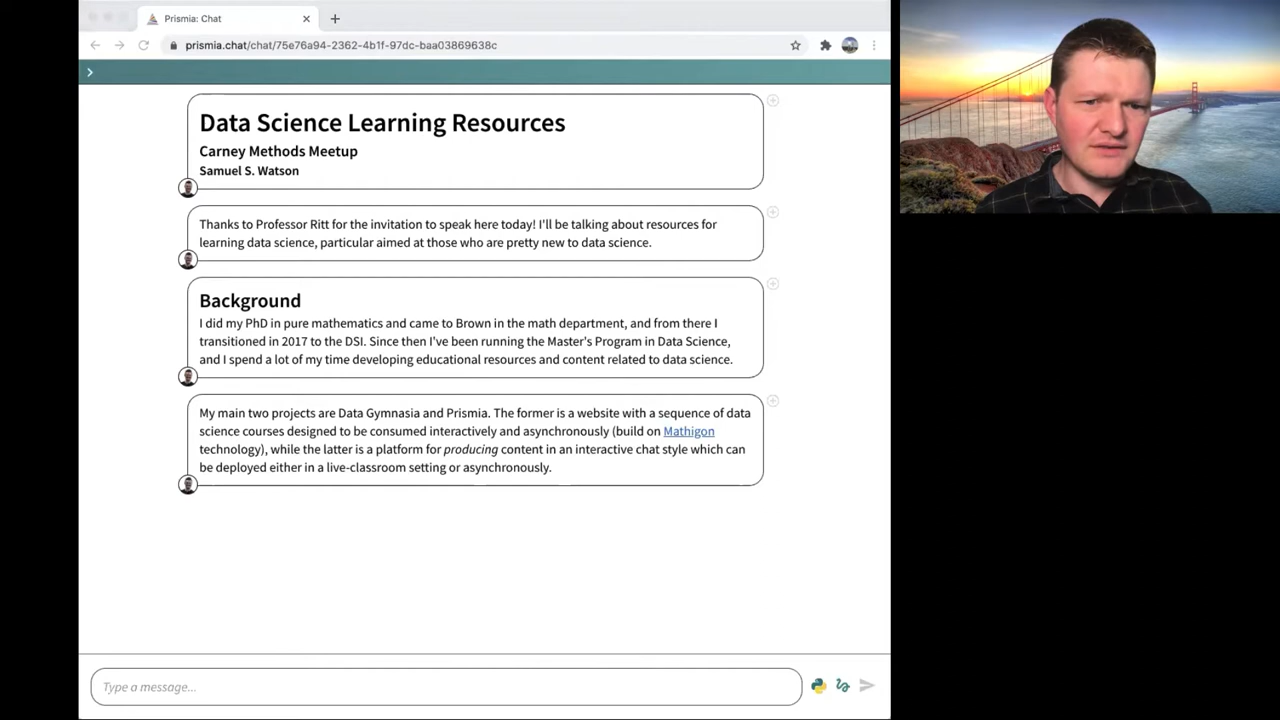 Prismia: Chat
prismia.chat/chat/75e76a94-2362-4b1f-97dc-baa03869638c
Data Science Learning Resources
Carney Methods Meetup
Samuel S. Watson
Thanks to Professor Ritt for the invitation to speak here today! I'll be talking about resources for
learning data science, particular aimed at those who are pretty new to data science.
Background
I did my PhD in pure mathematics and came to Brown in the math department, and from there I
transitioned in 2017 to the DSI. Since then I've been running the Master's Program in Data Science,
and I spend a lot of my time developing educational resources and content related to data science.
My main two projects are Data Gymnasia and Prismia. The former is a website with a sequence of data
science courses designed to be consumed interactively and asynchronously (build on Mathigon
technology), while the latter is a platform for producing content in an interactive chat style which can
be deployed either in a live-classroom setting or asynchronously.
Type a message...